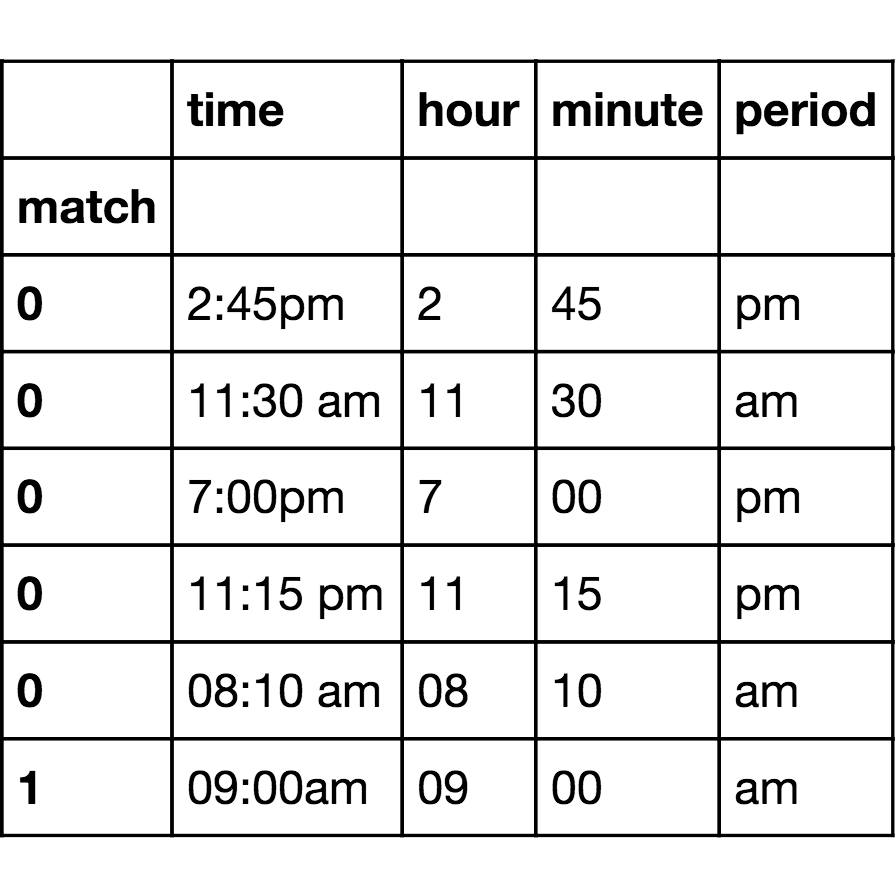 time hour minute period
match
0 2:45pm 2 45 pm
0 11:30 am 11 30 am
0 7:00pm 7 00 pm
0 11:15 pm 11 15 pm
0 08:10 am 08 10 am
1 09:00am 09 00 am